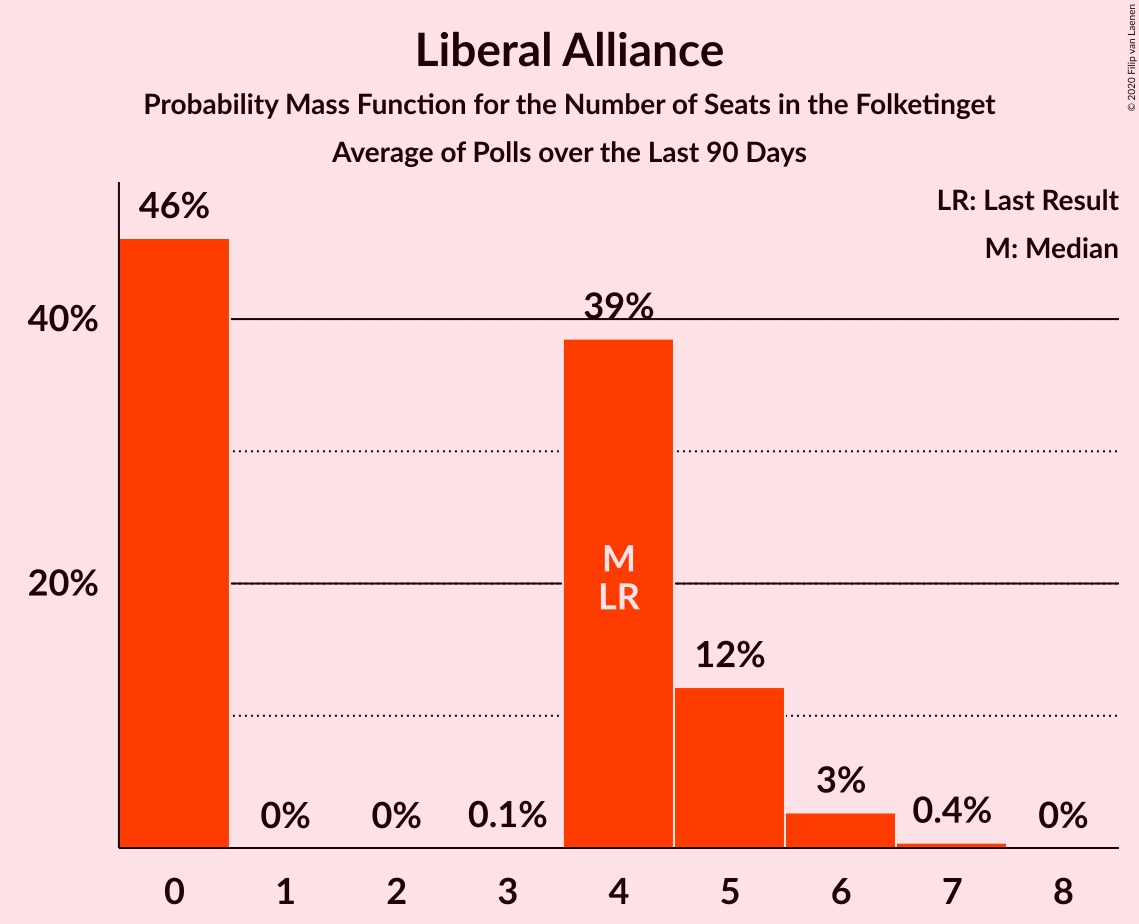 Liberal Alliance
Probability Mass Function for the Number of Seats in the Folketinget
Average of Polls over the Last 90 Days
© 2020 Filip van Laenen
LR: Last Result
M: Median
46%
39%
40%
M
LR
20%
12%
3%
0% 0% 0.1% 0.4% 0%
0 1 2 3 4 5 6 7 8